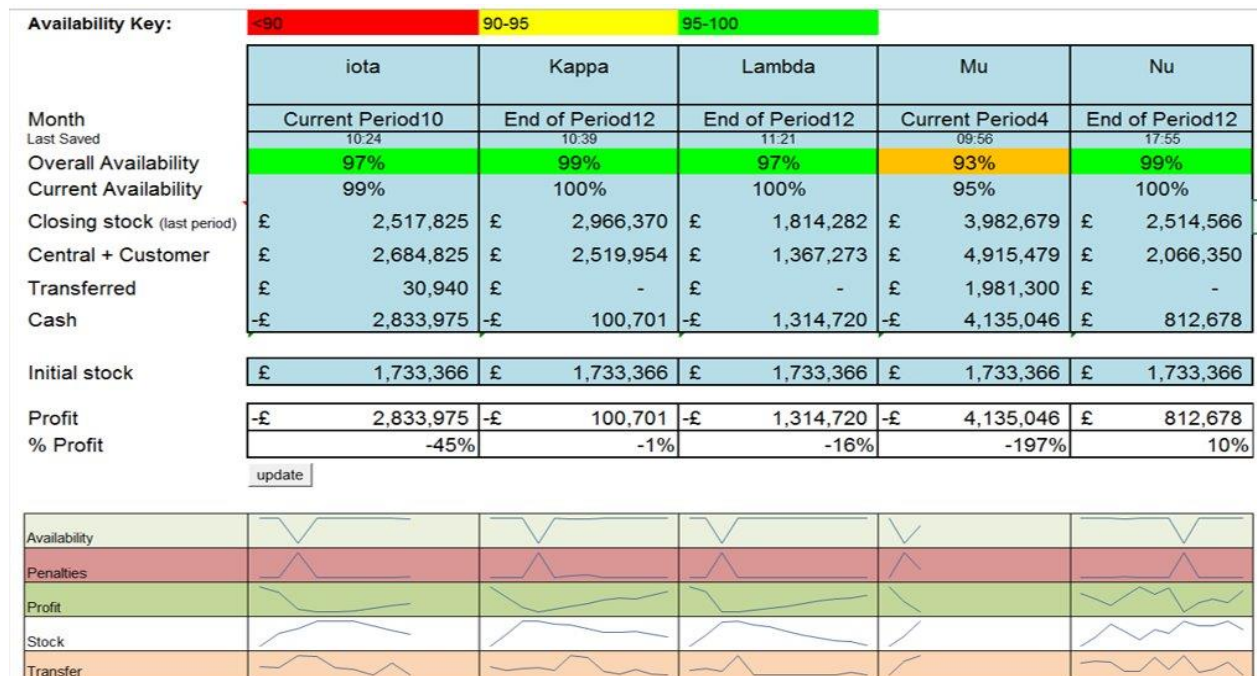 Availability Key: <90 90-95 95-100
iota Kappa Lambda Mu Nu
Month Current Period10 End of Period12 End of Period12 Current Period4 End of Period12
Last Saved 10:24 10:39 11:21 09:56 17:55
Overall Availability 97% 99% 97% 93% 99%
Current Availability 99% 100% 100% 95% 100%
Closing stock (last period) £ 2,517,825 £ 2,966,370 £ 1,814,282 £ 3,982,679 £ 2,514,566
Central + Customer £ 2,684,825 £ 2,519,954 £ 1,367,273 £ 4,915,479 £ 2,066,350
Transferred £ 30,940 £ - £ - £ 1,981,300 £ -
Cash -£ 2,833,975 -£ 100,701 -£ 1,314,720 -£ 4,135,046 £ 812,678
Initial stock £ 1,733,366 £ 1,733,366 £ 1,733,366 £ 1,733,366 £ 1,733,366
Profit -£ 2,833,975 -£ 100,701 -£ 1,314,720 -£ 4,135,046 £ 812,678
% Profit -45% -1% -16% -197% 10%
update
Availability
Penalties
Profit
Stock
Transfer